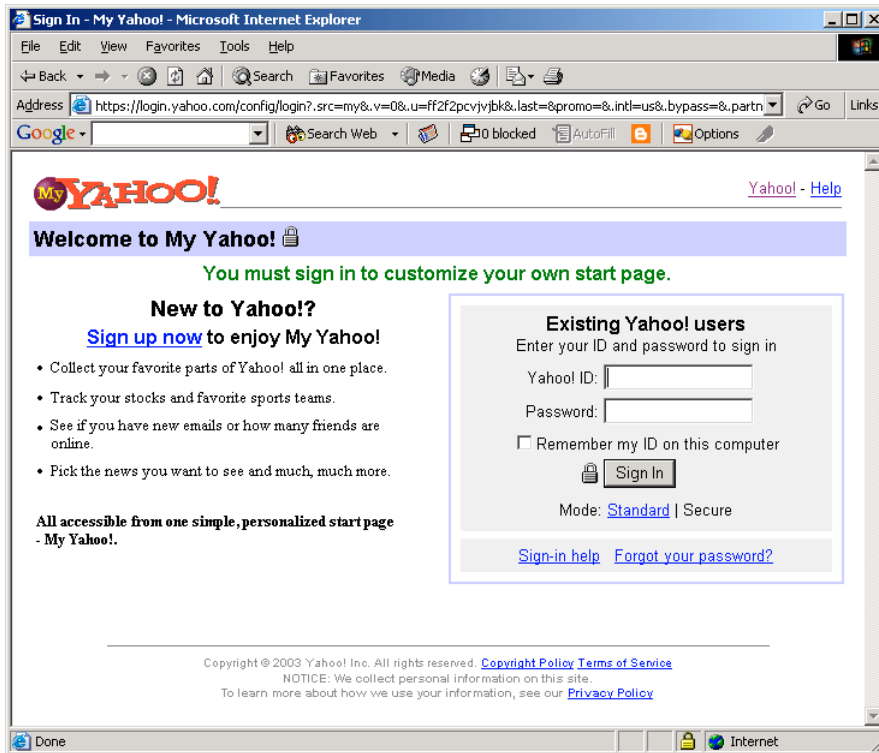 Sign In - My Yahoo! - Microsoft Internet Explorer
File Edit View Favorites Tools Help
Back Search Favorites Media
Address https://login.yahoo.com/config/login?.src=my&.v=0&.u=ff2f2pcvjvjbk&.last=&promo=&.intl=us&.bypass=&.partn Go Links
Google Search Web 0 blocked AutoFill Options
My YAHOO! Yahoo! - Help
Welcome to My Yahoo!
You must sign in to customize your own start page.
New to Yahoo!?
Sign up now to enjoy My Yahoo!
• Collect your favorite parts of Yahoo! all in one place.
• Track your stocks and favorite sports teams.
• See if you have new emails or how many friends are
online.
• Pick the news you want to see and much, much more.
All accessible from one simple, personalized start page
- My Yahoo!.
Existing Yahoo! users
Enter your ID and password to sign in
Yahoo! ID:
Password:
Remember my ID on this computer
Sign In
Mode: Standard | Secure
Sign-in help Forgot your password?
Copyright © 2003 Yahoo! Inc. All rights reserved. Copyright Policy Terms of Service
NOTICE: We collect personal information on this site.
To learn more about how we use your information, see our Privacy Policy
Done Internet